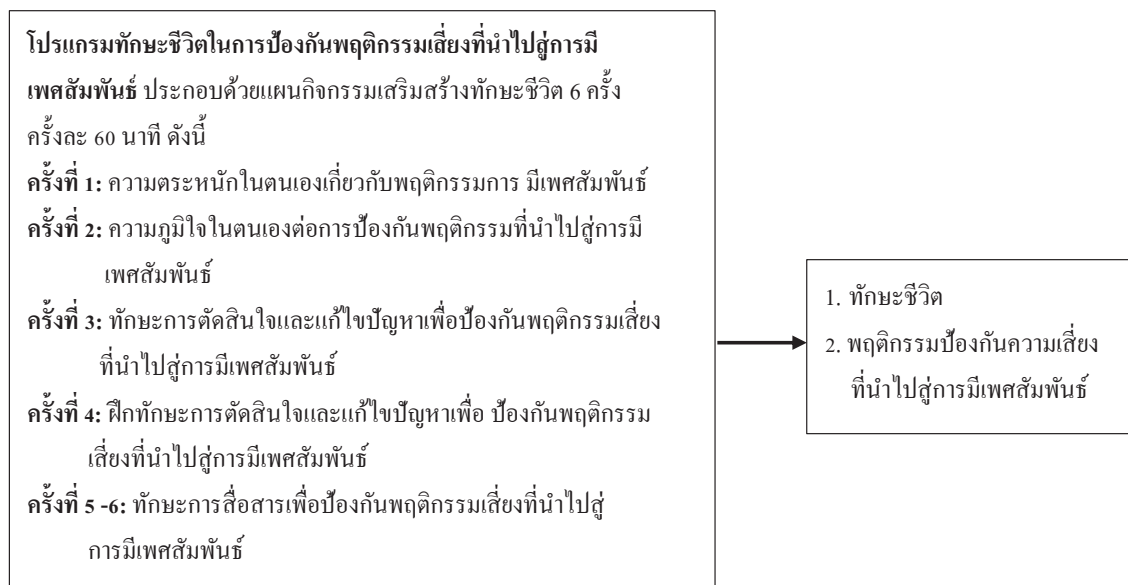 โปรแกรมทักษะชีวิตในการป้องกันพฤติกรรมเสี่ยงที่นำไปสู่การมี
เพศสัมพันธ์ ประกอบด้วยแผนกิจกรรมเสริมสร้างทักษะชีวิต 6 ครั้ง
ครั้งละ 60 นาที ดังนี้
ครั้งที่ 1: ความตระหนักในตนเองเกี่ยวกับพฤติกรรมการ มีเพศสัมพันธ์
ครั้งที่ 2: ความภูมิใจในตนเองต่อการป้องกันพฤติกรรมที่นำไปสู่การมี
เพศสัมพันธ์
ครั้งที่ 3: ทักษะการตัดสินใจและแก้ไขปัญหาเพื่อป้องกันพฤติกรรมเสี่ยง
ที่นำไปสู่การมีเพศสัมพันธ์
ครั้งที่ 4: ฝึกทักษะการตัดสินใจและแก้ไขปัญหาเพื่อ ป้องกันพฤติกรรม
เสี่ยงที่นำไปสู่การมีเพศสัมพันธ์
ครั้งที่ 5 -6: ทักษะการสื่อสารเพื่อป้องกันพฤติกรรมเสี่ยงที่นำไปสู่
การมีเพศสัมพันธ์
1. ทักษะชีวิต
2. พฤติกรรมป้องกันความเสี่ยง
ที่นำไปสู่การมีเพศสัมพันธ์